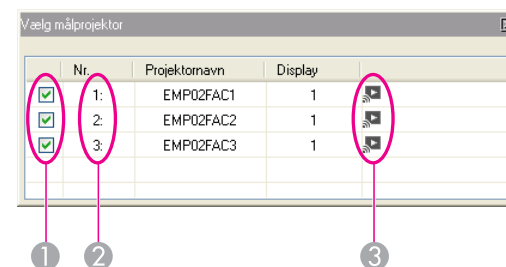 Vælg målprojektor
Nr. Projektornavn Display
1: EMP02FAC1 1
2: EMP02FAC2 1
3: EMP02FAC3 1
1 2 3